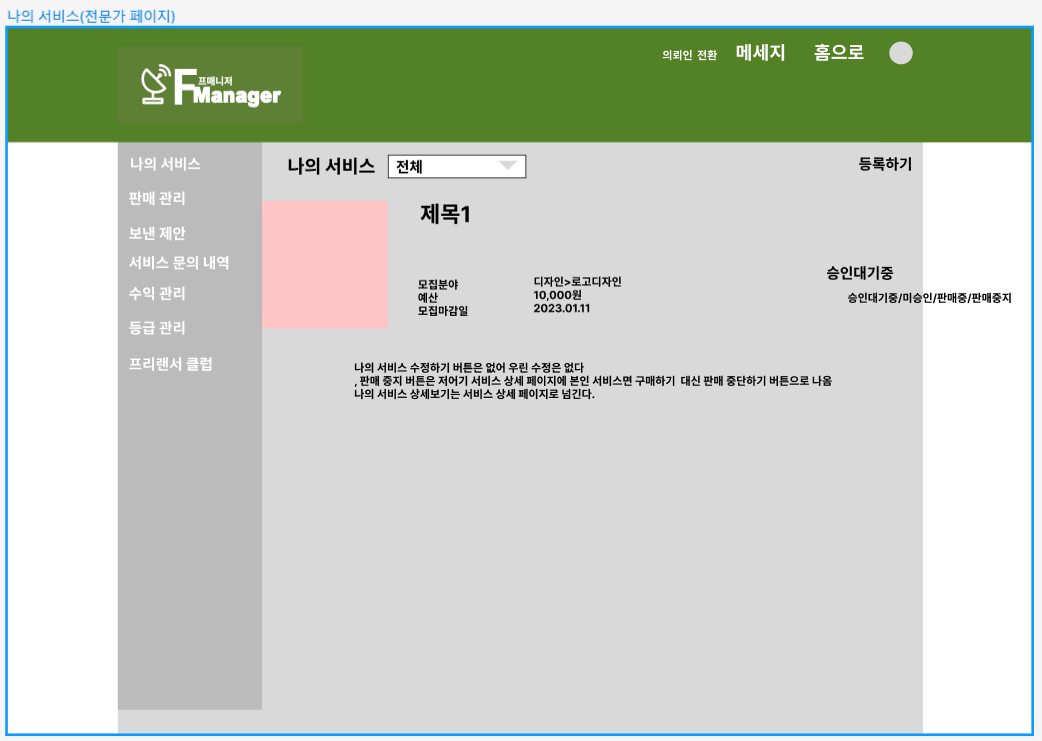 나의 서비스(전문가 페이지)
프매니저
FManager
의뢰인 전환
메세지
홈으로
나의 서비스
판매 관리
보낸 제안
서비스 문의 내역
수익 관리
등급 관리
프리랜서 클럽
나의 서비스
전체
등록하기
제목1
모집분야
디자인>로고디자인
예산
10,000원
모집마감일
2023.01.11
승인대기중
승인대기중/미승인/판매중/판매중지
나의 서비스 수정하기 버튼은 없어 우린 수정은 없다
, 판매 중지 버튼은 저어기 서비스 상세 페이지에 본인 서비스면 구매하기 대신 판매 중단하기 버튼으로 나옴
나의 서비스 상세보기는 서비스 상세 페이지로 넘긴다.